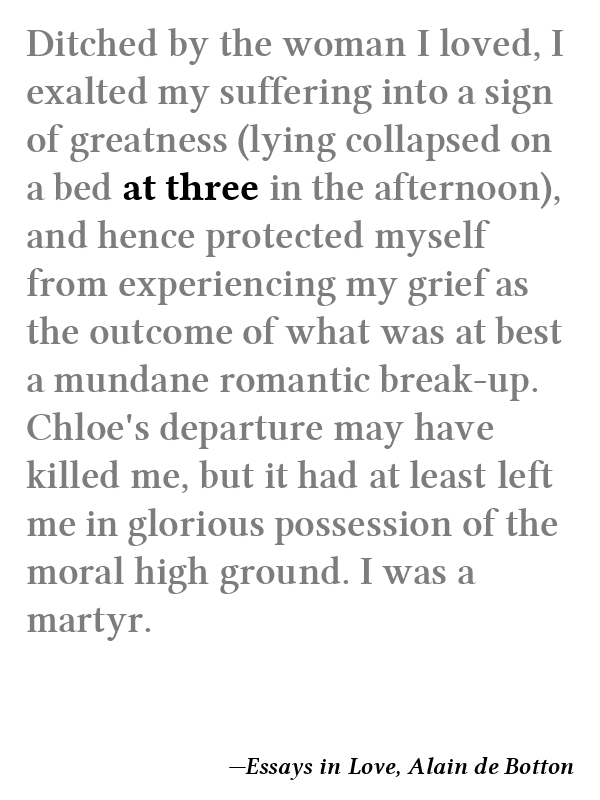 Ditched by the woman I loved, I
exalted my suffering into a sign
of greatness (lying collapsed on
a bed at three in the afternoon),
and hence protected myself
from experiencing my grief as
the outcome of what was at best
a mundane romantic break-up.
Chloe's departure may have
killed me, but it had at least left
me in glorious possession of the
moral high ground. I was a
martyr.
—Essays in Love, Alain de Botton